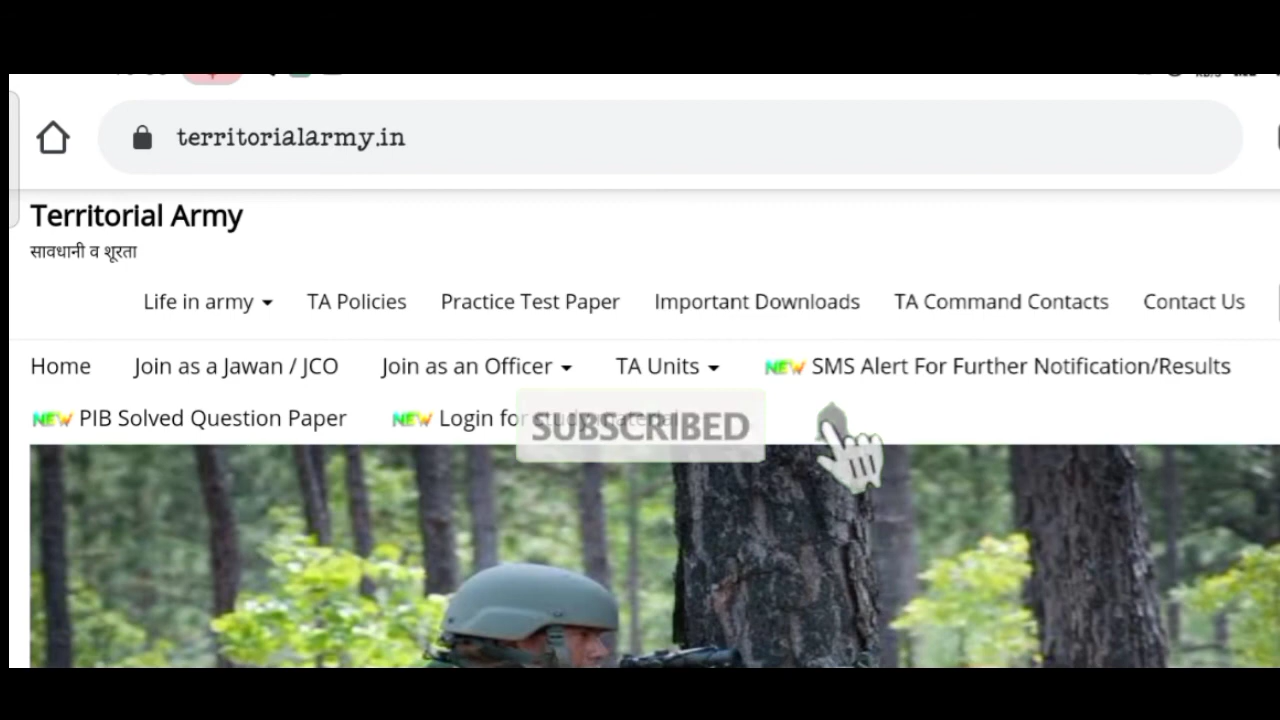 territorialarmy.in
Territorial Army
सावधानी व शूरता
Life in army TA Policies Practice Test Paper Important Downloads TA Command Contacts Contact Us
Home Join as a Jawan / JCO Join as an Officer TA Units NEW SMS Alert For Further Notification/Results
NEW PIB Solved Question Paper NEW Login for study material
SUBSCRIBED